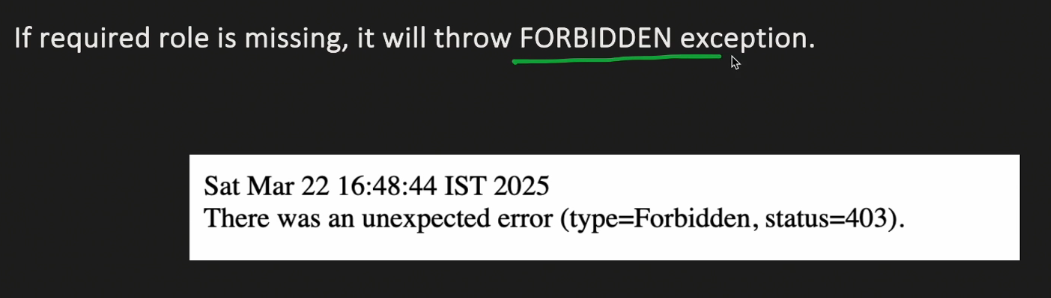 If required role is missing, it will throw FORBIDDEN exception.
Sat Mar 22 16:48:44 IST 2025
There was an unexpected error (type=Forbidden, status=403).